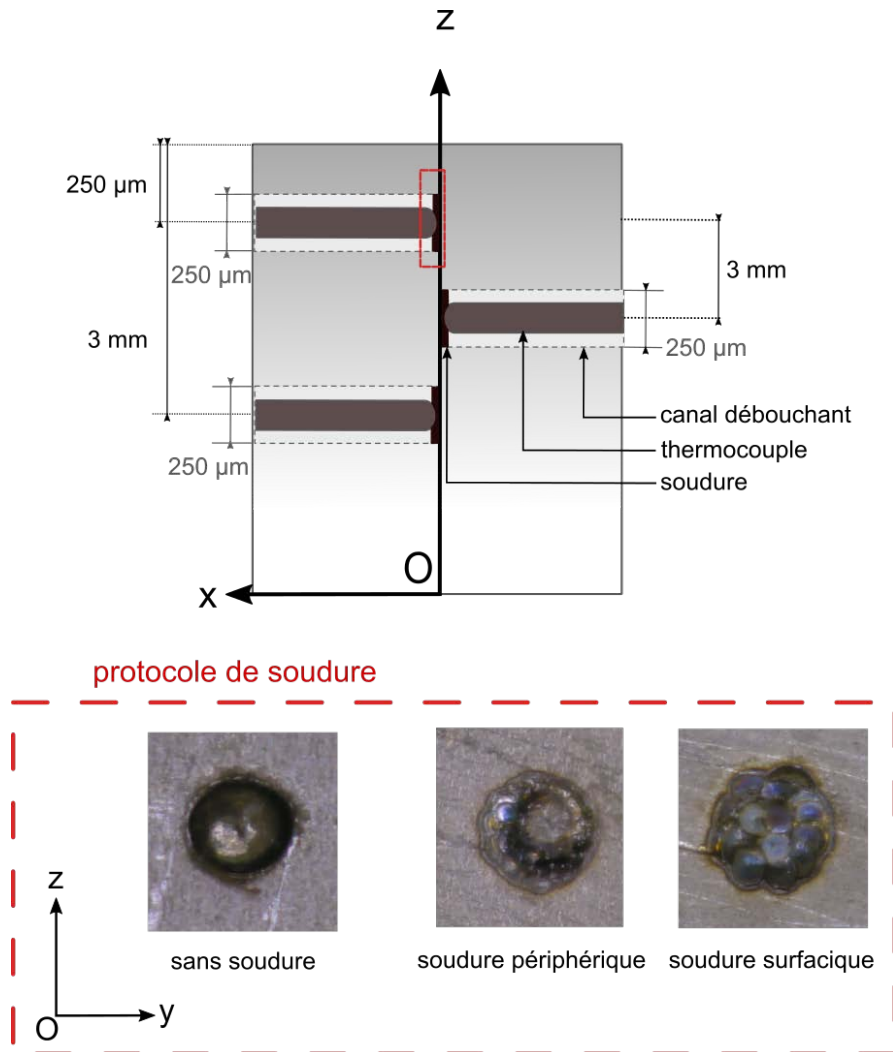 z
250 µm
250 µm
3 mm
3 mm
250 µm
250 µm
canal débouchant
thermocouple
soudure
O
x
protocole de soudure
z
O
y
sans soudure
soudure périphérique
soudure surfacique